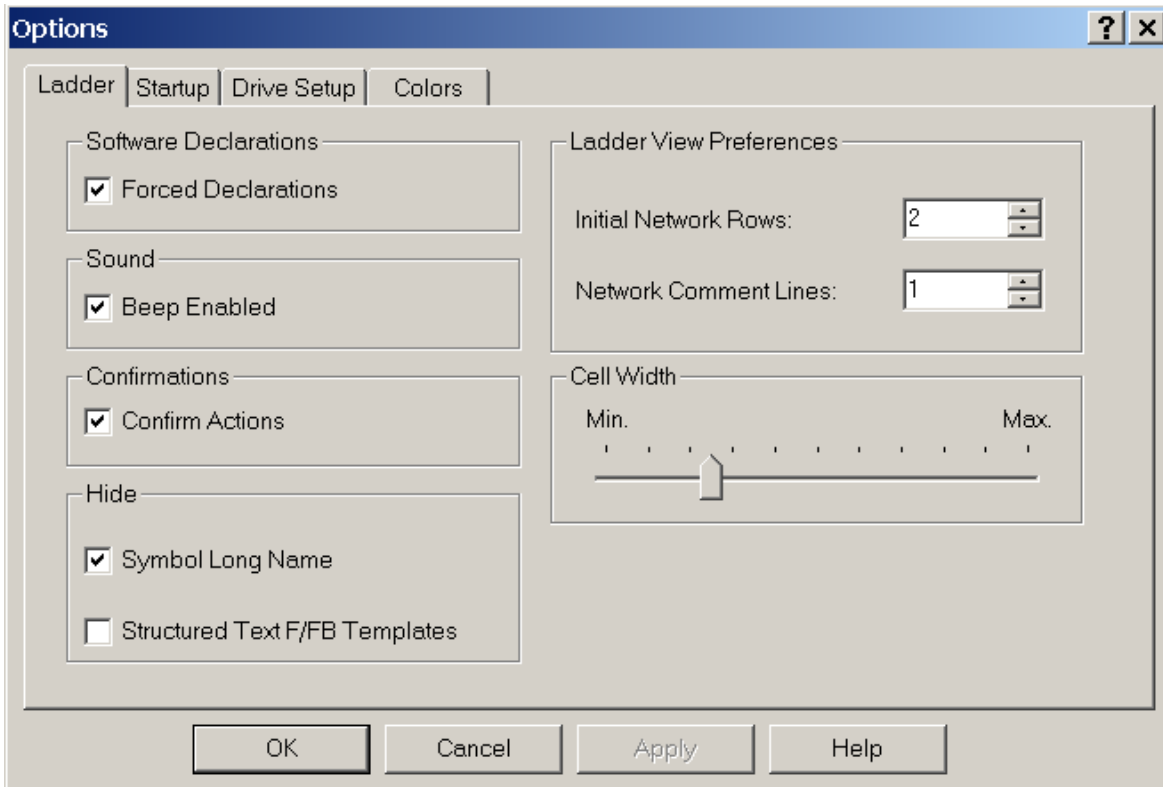 Options
Ladder Startup Drive Setup Colors
Software Declarations
Forced Declarations
Sound
Beep Enabled
Confirmations
Confirm Actions
Hide
Symbol Long Name
Structured Text F/FB Templates
Ladder View Preferences
Initial Network Rows: 2
Network Comment Lines: 1
Cell Width
Min. Max.
OK Cancel Apply Help